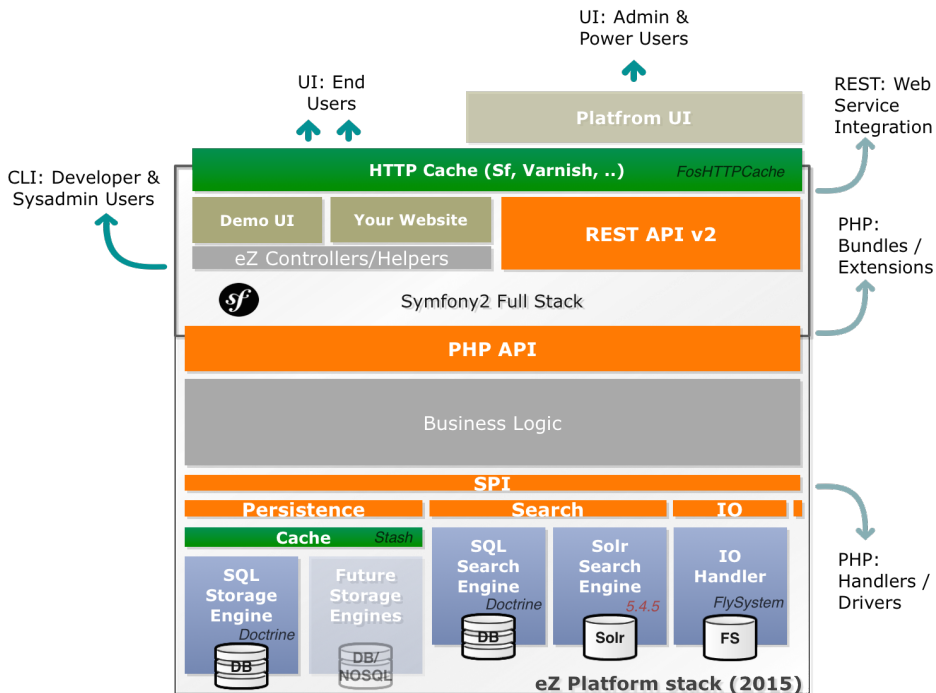 UI: Admin &
Power Users
UI: End
Users
Platfrom UI
REST: Web
Service
Integration
HTTP Cache (Sf, Varnish, ..)
FosHTTPCache
CLI: Developer &
Sysadmin Users
Demo UI
Your Website
REST API v2
PHP:
Bundles /
Extensions
eZ Controllers/Helpers
sf
Symfony2 Full Stack
PHP API
Business Logic
SPI
Persistence
Search
IO
Cache
Stash
SQL
Storage
Engine
Doctrine
DB
Future
Storage
Engines
DB/
NOSQL
SQL
Search
Engine
Doctrine
DB
Solr
Search
Engine
5.4.5
Solr
IO
Handler
FlySystem
FS
PHP:
Handlers /
Drivers
eZ Platform stack (2015)